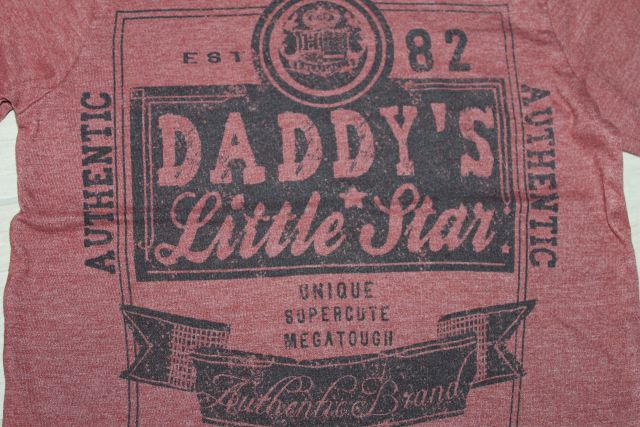 EST 82
AUTHENTIC
DADDY'S
Little Star!
AUTHENTIC
UNIQUE
SUPERCUTE
MEGATOUGH
Authentic Brand